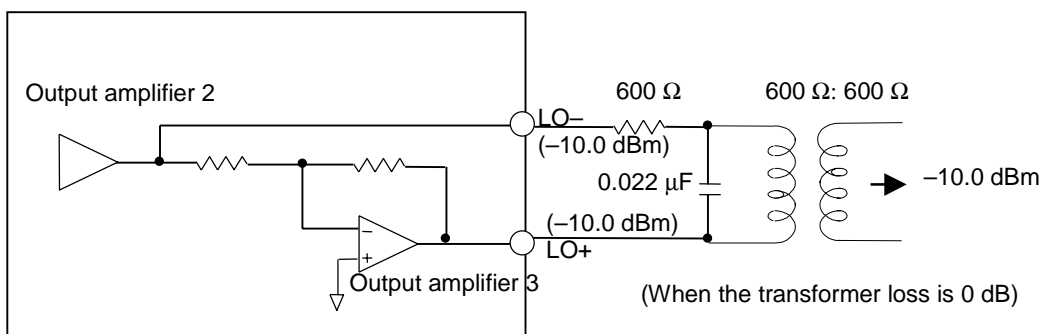 Output amplifier 2
600 Ω
600 Ω: 600 Ω
LO–
(–10.0 dBm)
0.022 μF
–10.0 dBm
(–10.0 dBm)
LO+
–
+
Output amplifier 3
(When the transformer loss is 0 dB)